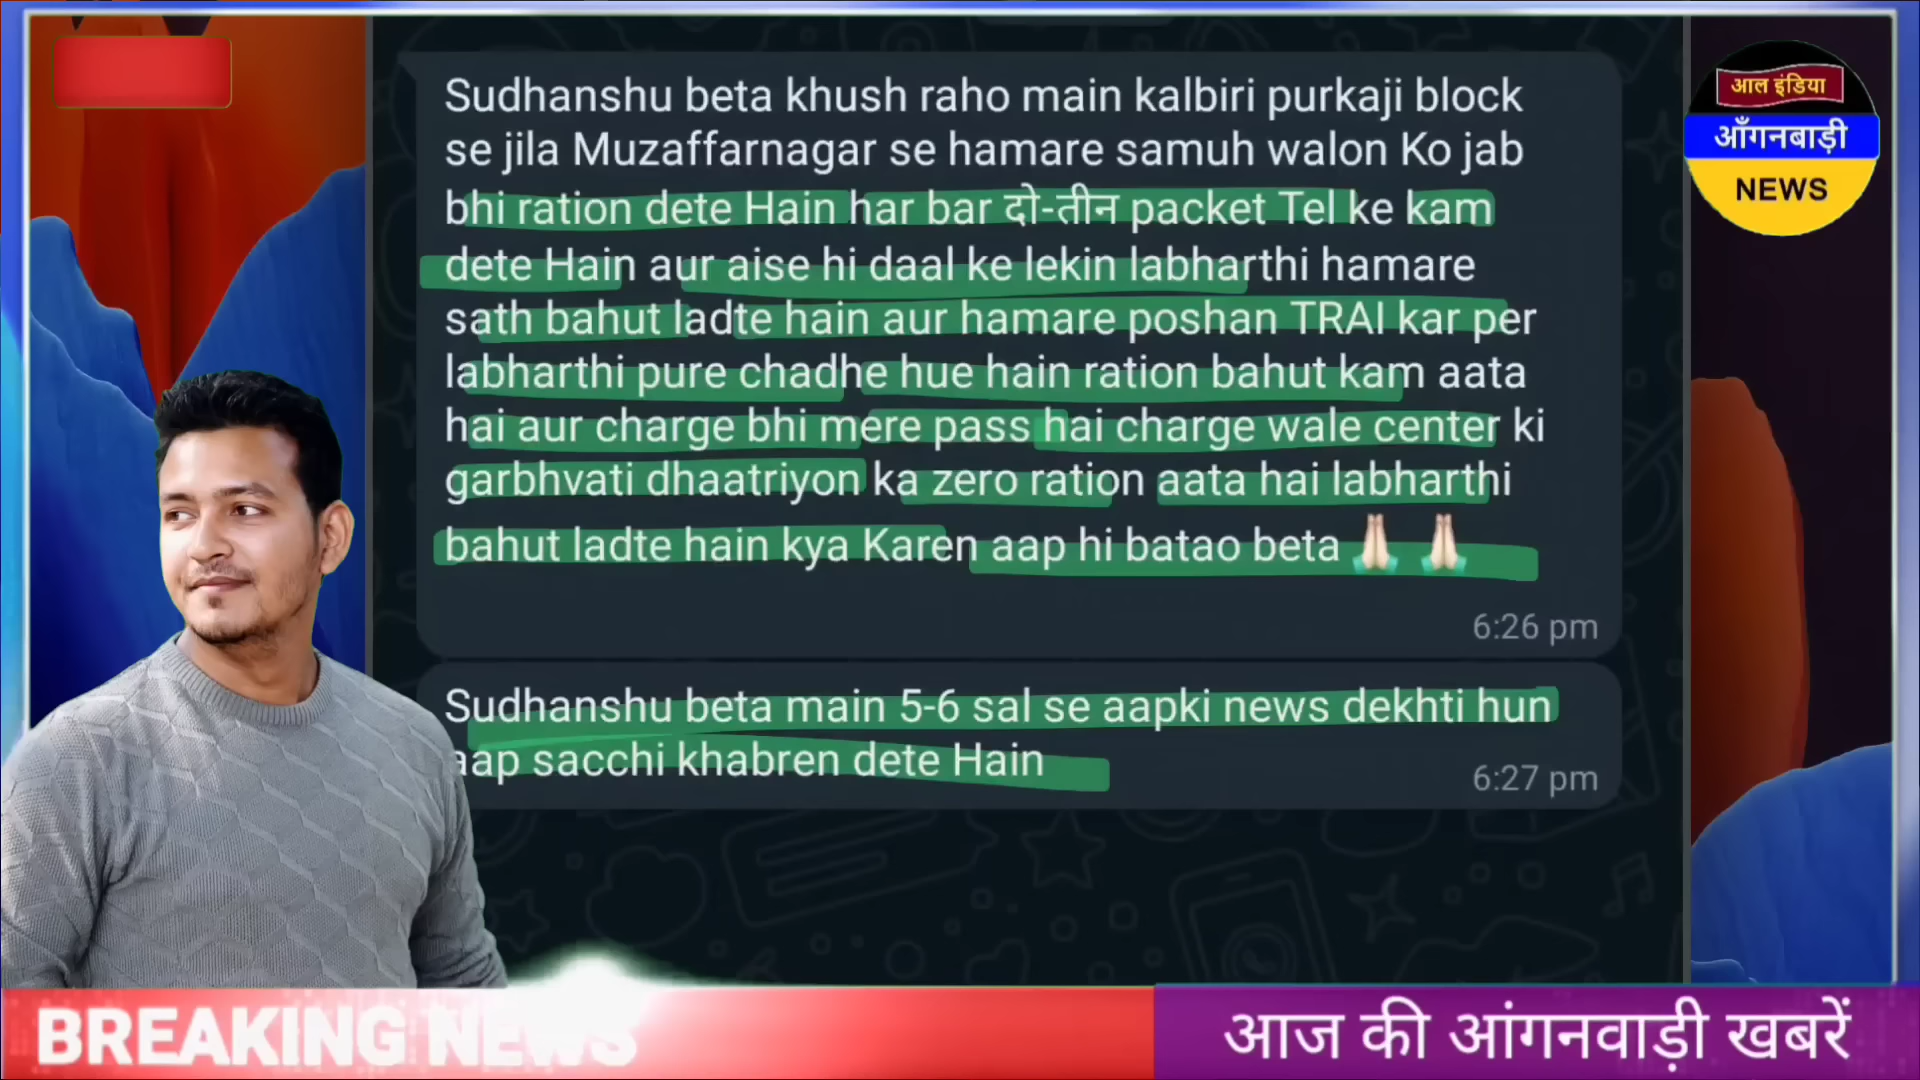 Sudhanshu beta khush raho main kalbiri purkaji block
se jila Muzaffarnagar se hamare samuh walon Ko jab
bhi ration dete Hain har bar दो-तीन packet Tel ke kam
dete Hain aur aise hi daal ke lekin labharthi hamare
sath bahut ladte hain aur hamare poshan TRAI kar per
labharthi pure chadhe hue hain ration bahut kam aata
hai aur charge bhi mere pass hai charge wale center ki
garbhvati dhaatriyon ka zero ration aata hai labharthi
bahut ladte hain kya Karen aap hi batao beta 🙏🏻 🙏🏻
6:26 pm
Sudhanshu beta main 5-6 sal se aapki news dekhti hun
aap sacchi khabren dete Hain
6:27 pm
आल इंडिया
आँगनबाड़ी
NEWS
BREAKING NEWS
आज की आंगनवाड़ी खबरें